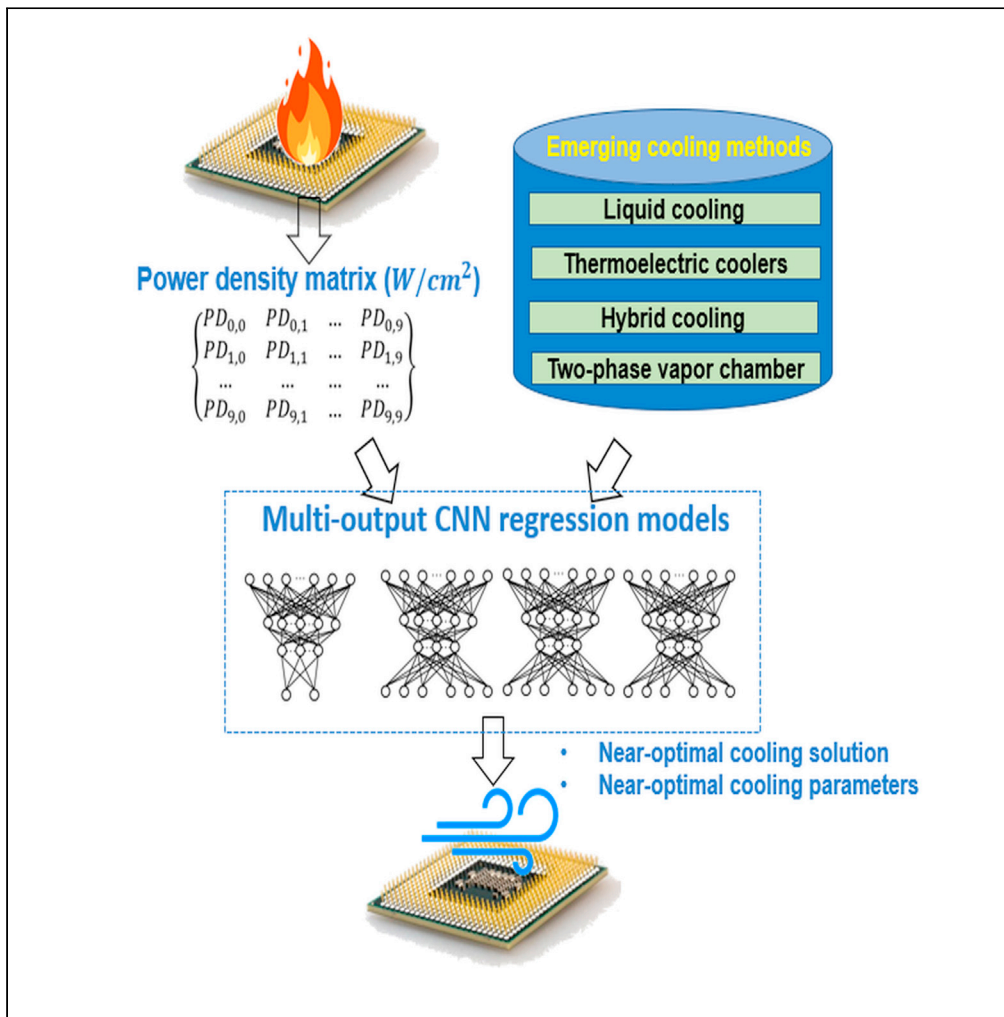 Emerging cooling methods
Liquid cooling
Thermoelectric coolers
Hybrid cooling
Two-phase vapor chamber
Power density matrix (W/cm²)
PD0,0 PD0,1 ... PD0,9
PD1,0 PD1,1 ... PD1,9
... ... ... ...
PD9,0 PD9,1 ... PD9,9
Multi-output CNN regression models
• Near-optimal cooling solution
• Near-optimal cooling parameters